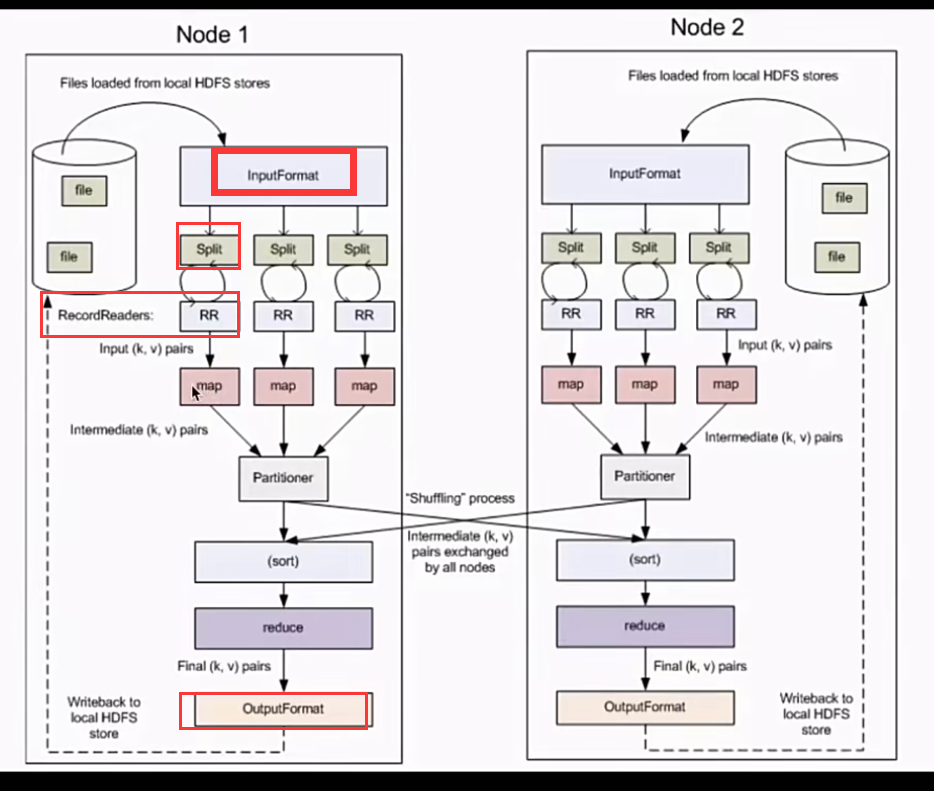 Node 1
Files loaded from local HDFS stores
file
file
InputFormat
Split
Split
Split
RecordReaders:
RR
RR
RR
Input (k, v) pairs
map
map
map
Intermediate (k, v) pairs
Partitioner
(sort)
reduce
Final (k, v) pairs
OutputFormat
Writeback to
local HDFS
store
"Shuffling" process
Intermediate (k, v)
pairs exchanged
by all nodes
Node 2
Files loaded from local HDFS stores
InputFormat
file
file
Split
Split
Split
RR
RR
RR
Input (k, v) pairs
map
map
map
Intermediate (k, v) pairs
Partitioner
(sort)
reduce
Final (k, v) pairs
OutputFormat
Writeback to
local HDFS
store